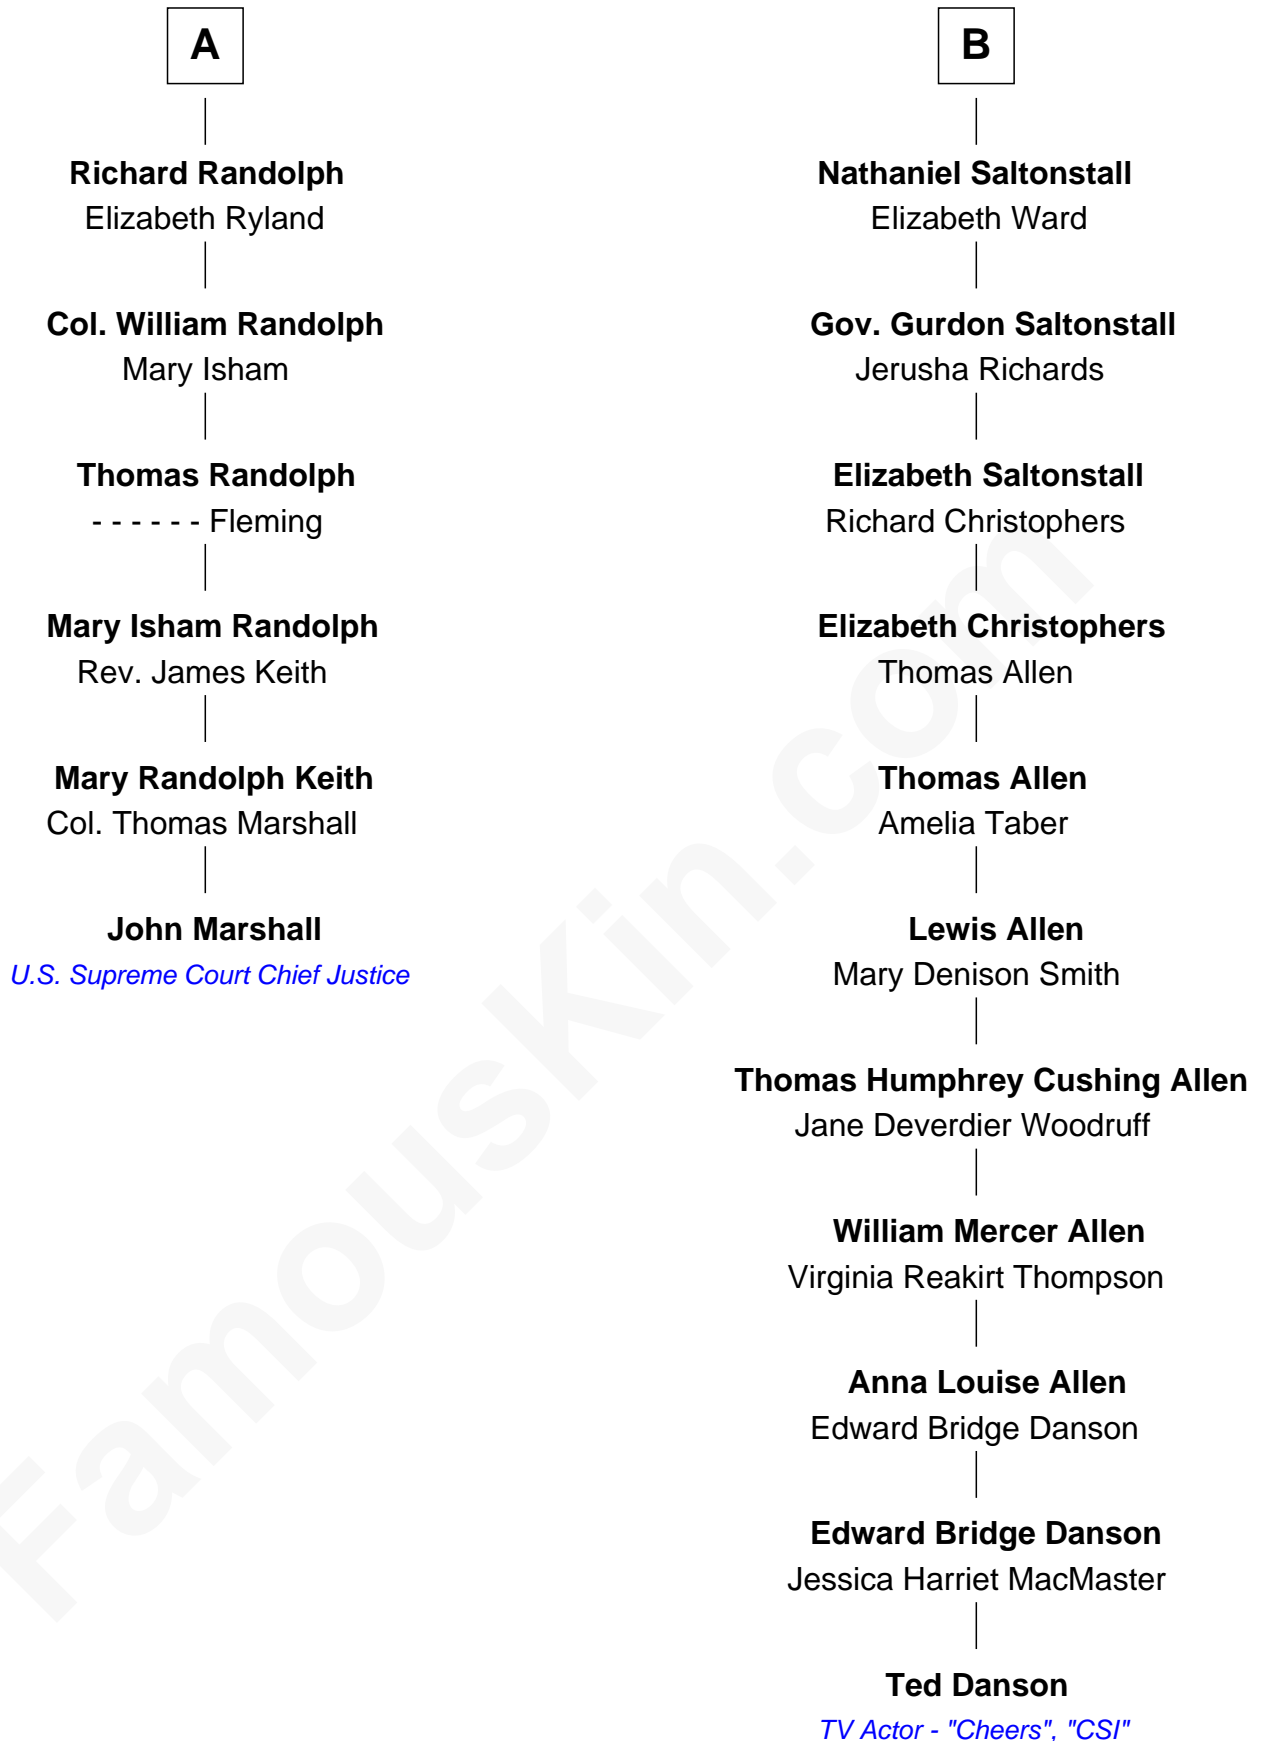 A
Richard Randolph
Elizabeth Ryland
Col. William Randolph
Mary Isham
Thomas Randolph
- - - - - - Fleming
Mary Isham Randolph
Rev. James Keith
Mary Randolph Keith
Col. Thomas Marshall
John Marshall
U.S. Supreme Court Chief Justice
B
Nathaniel Saltonstall
Elizabeth Ward
Gov. Gurdon Saltonstall
Jerusha Richards
Elizabeth Saltonstall
Richard Christophers
Elizabeth Christophers
Thomas Allen
Thomas Allen
Amelia Taber
Lewis Allen
Mary Denison Smith
Thomas Humphrey Cushing Allen
Jane Deverdier Woodruff
William Mercer Allen
Virginia Reakirt Thompson
Anna Louise Allen
Edward Bridge Danson
Edward Bridge Danson
Jessica Harriet MacMaster
Ted Danson
TV Actor - "Cheers", "CSI"
FamousKin.com